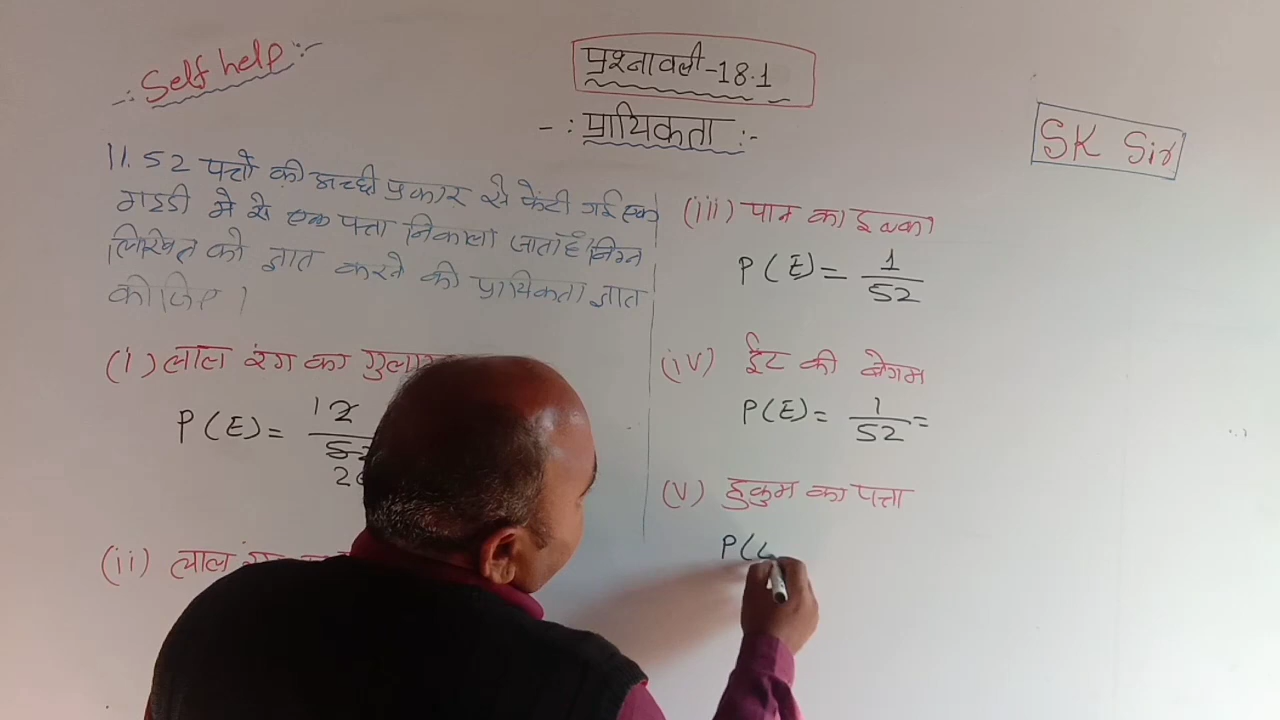 Self help :-
प्रश्नावली-18.1
-: प्रायिकता :-
SK Sir
11. 52 पत्तों की अच्छी प्रकार से फेंटी गई एक
गड्डी में से एक पत्ता निकाला जाता है। निम्न
लिखित को ज्ञात करने की प्रायिकता ज्ञात
कीजिए।
(i) लाल रंग का
P(E) =
(ii) लाल
(iii) पान का इक्का
P(E) = 1/52
(iv) ईंट की बेगम
P(E) = 1/52 =
(v) हुकुम का पत्ता
P(